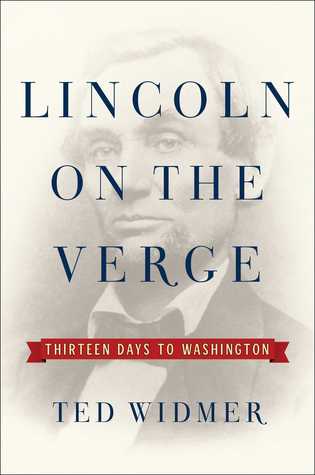 LINCOLN
ON THE
VERGE
THIRTEEN DAYS TO WASHINGTON
TED WIDMER